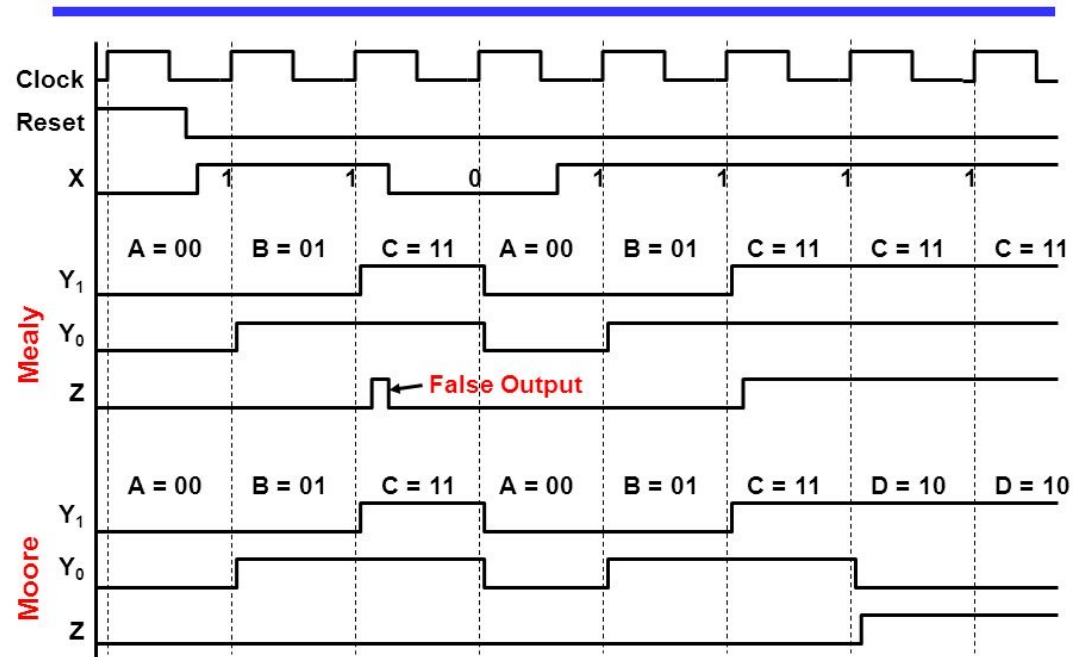 Clock
Reset
X 1 1 0 1 1 1 1
Mealy
A = 00 B = 01 C = 11 A = 00 B = 01 C = 11 C = 11 C = 11
Y₁
Y₀
Z False Output
Moore
A = 00 B = 01 C = 11 A = 00 B = 01 C = 11 D = 10 D = 10
Y₁
Y₀
Z